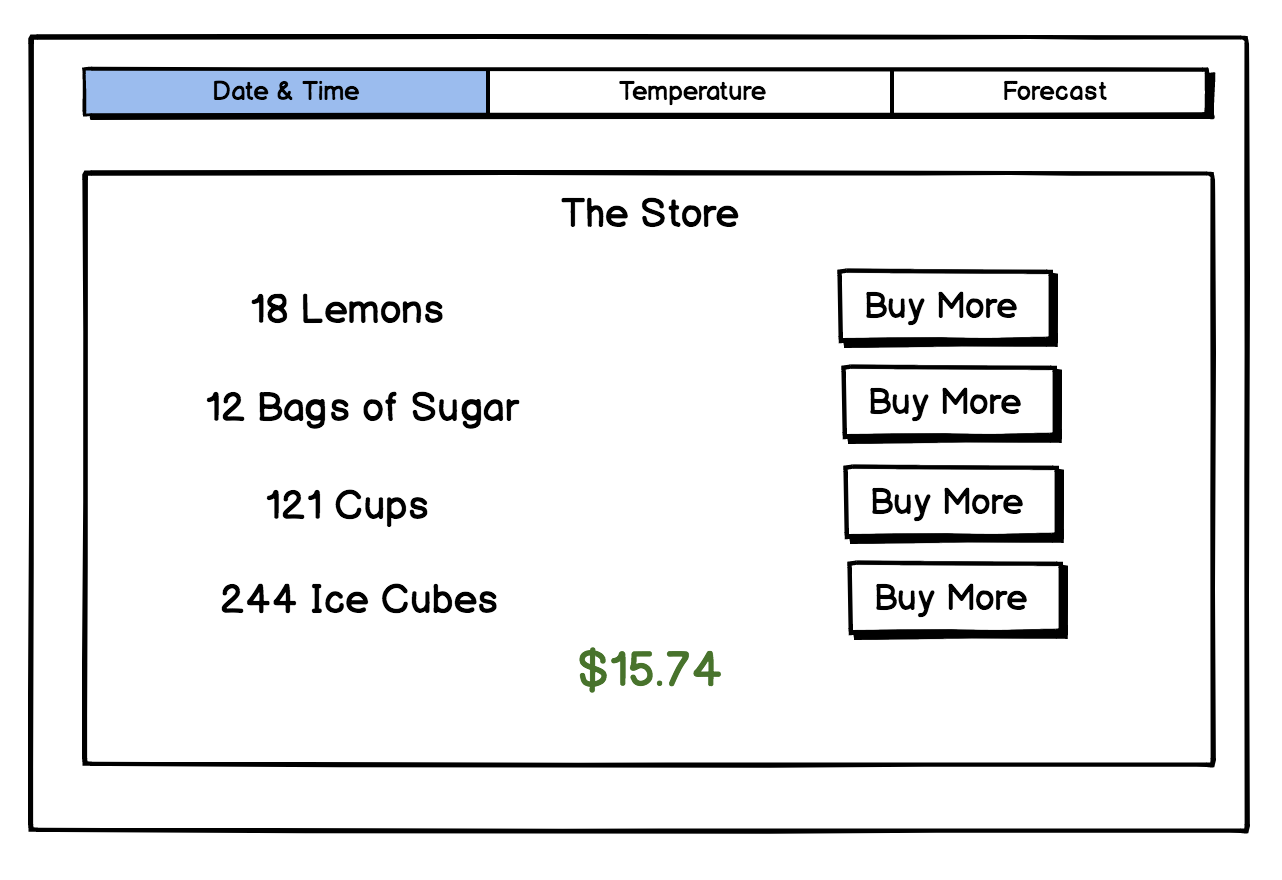 Date & Time Temperature Forecast
The Store
18 Lemons Buy More
12 Bags of Sugar Buy More
121 Cups Buy More
244 Ice Cubes Buy More
$15.74